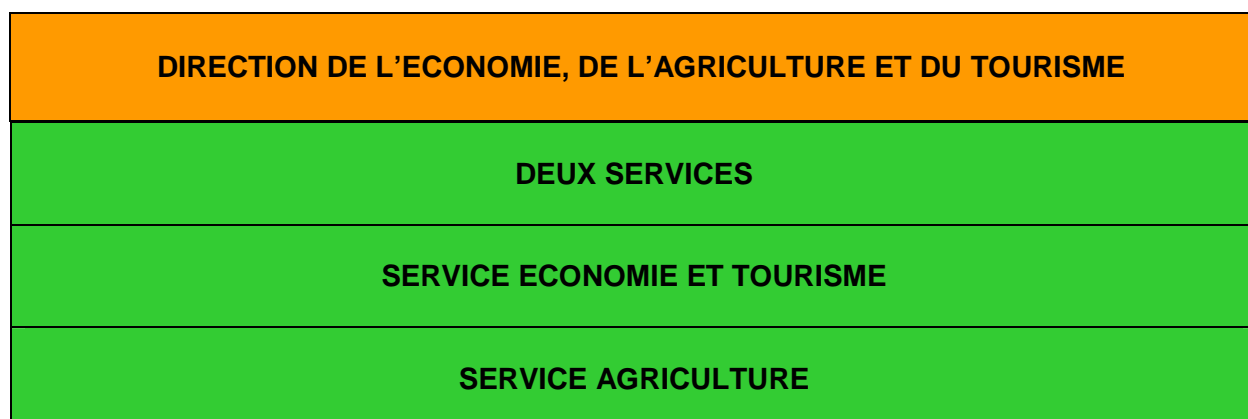 DIRECTION DE L’ECONOMIE, DE L’AGRICULTURE ET DU TOURISME
DEUX SERVICES
SERVICE ECONOMIE ET TOURISME
SERVICE AGRICULTURE